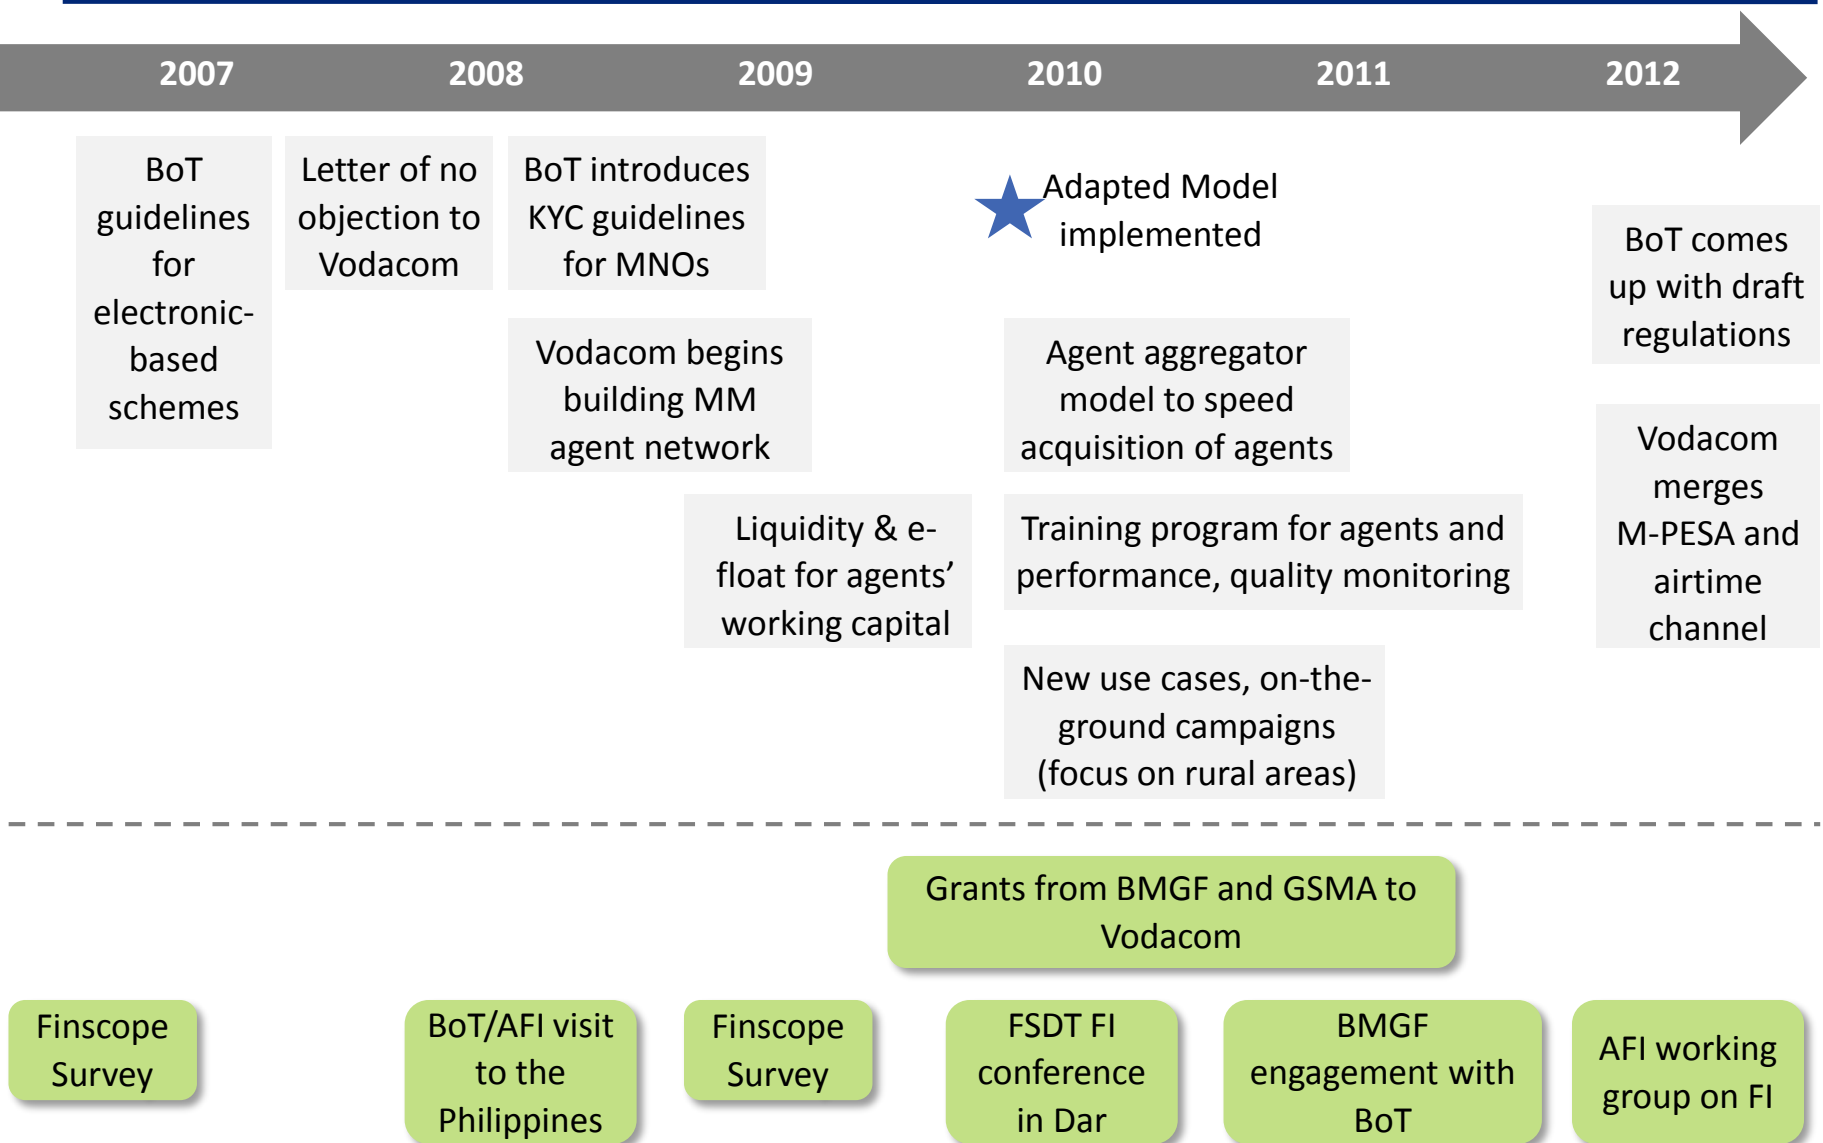 2007 2008 2009 2010 2011 2012
BoT
guidelines
for
electronic-
based
schemes
Letter of no
objection to
Vodacom
BoT introduces
KYC guidelines
for MNOs
Adapted Model
implemented
BoT comes
up with draft
regulations
Vodacom begins
building MM
agent network
Agent aggregator
model to speed
acquisition of agents
Vodacom
merges
M-PESA and
airtime
channel
Liquidity & e-
float for agents’
working capital
Training program for agents and
performance, quality monitoring
New use cases, on-the-
ground campaigns
(focus on rural areas)
Grants from BMGF and GSMA to
Vodacom
Finscope
Survey
BoT/AFI visit
to the
Philippines
Finscope
Survey
FSDT FI
conference
in Dar
BMGF
engagement with
BoT
AFI working
group on FI